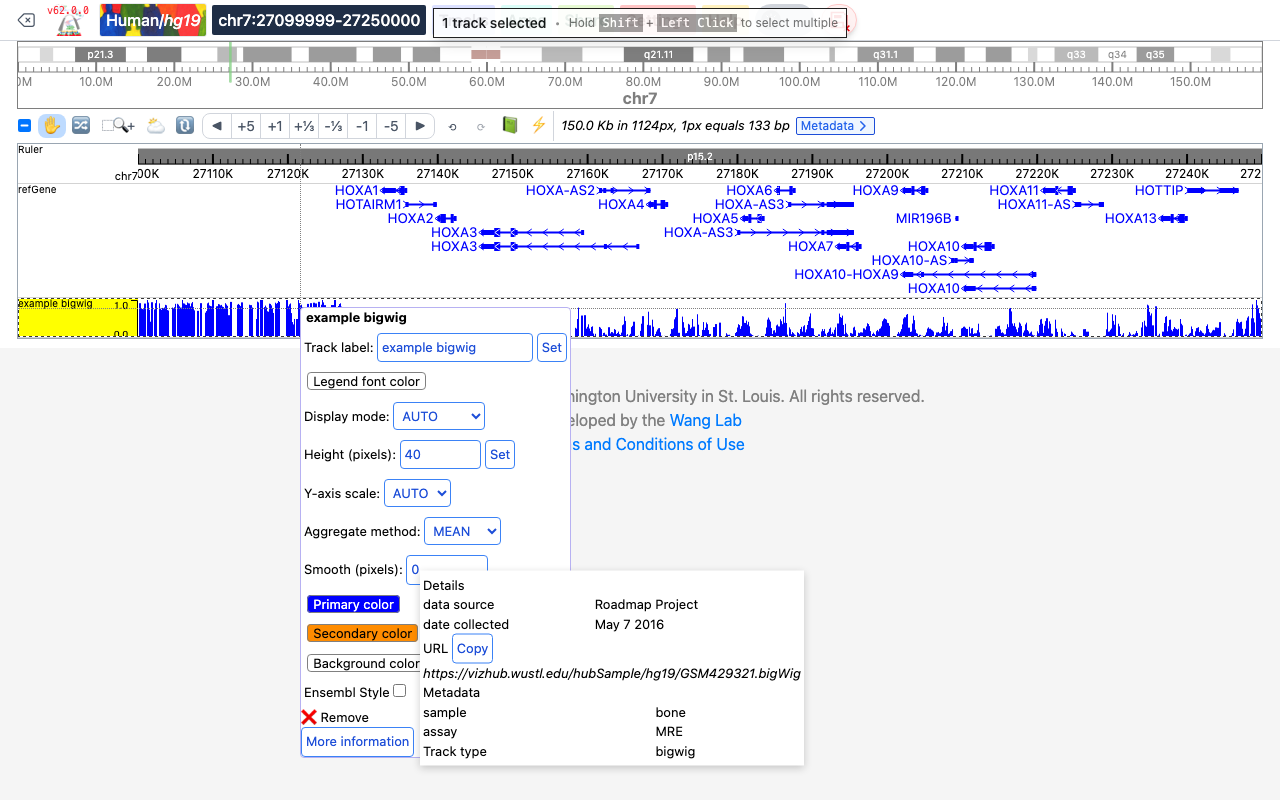 v62.0.0
Human/hg19
chr7:27099999-27250000
1 track selected · Hold Shift + Left Click to select multiple
p21.3 q21.11 q31.1 q33 q34 q35
0M 10.0M 20.0M 30.0M 40.0M 50.0M 60.0M 70.0M 80.0M 90.0M 100.0M 110.0M 120.0M 130.0M 140.0M 150.0M
chr7
◀ +5 +1 +⅓ -⅓ -1 -5 ▶ 150.0 Kb in 1124px, 1px equals 133 bp Metadata
Ruler
p15.2
chr7 00K 27110K 27120K 27130K 27140K 27150K 27160K 27170K 27180K 27190K 27200K 27210K 27220K 27230K 27240K 272
refGene
HOXA1 HOXA-AS2 HOXA6 HOXA9 HOXA11 HOTTIP
HOTAIRM1 HOXA4 HOXA-AS3 HOXA11-AS
HOXA2 HOXA5 MIR196B HOXA13
HOXA3 HOXA-AS3
HOXA3 HOXA7 HOXA10
HOXA10-AS
HOXA10-HOXA9
HOXA10
example bigwig 1.0
0.0
example bigwig
Track label: example bigwig Set
Legend font color
Display mode: AUTO
Height (pixels): 40 Set
Y-axis scale: AUTO
Aggregate method: MEAN
Smooth (pixels): 0
Primary color
Secondary color
Background color
Ensembl Style
Remove
More information
Details
data source Roadmap Project
date collected May 7 2016
URL Copy
https://vizhub.wustl.edu/hubSample/hg19/GSM429321.bigWig
Metadata
sample bone
assay MRE
Track type bigwig
hington University in St. Louis. All rights reserved.
eloped by the Wang Lab
s and Conditions of Use